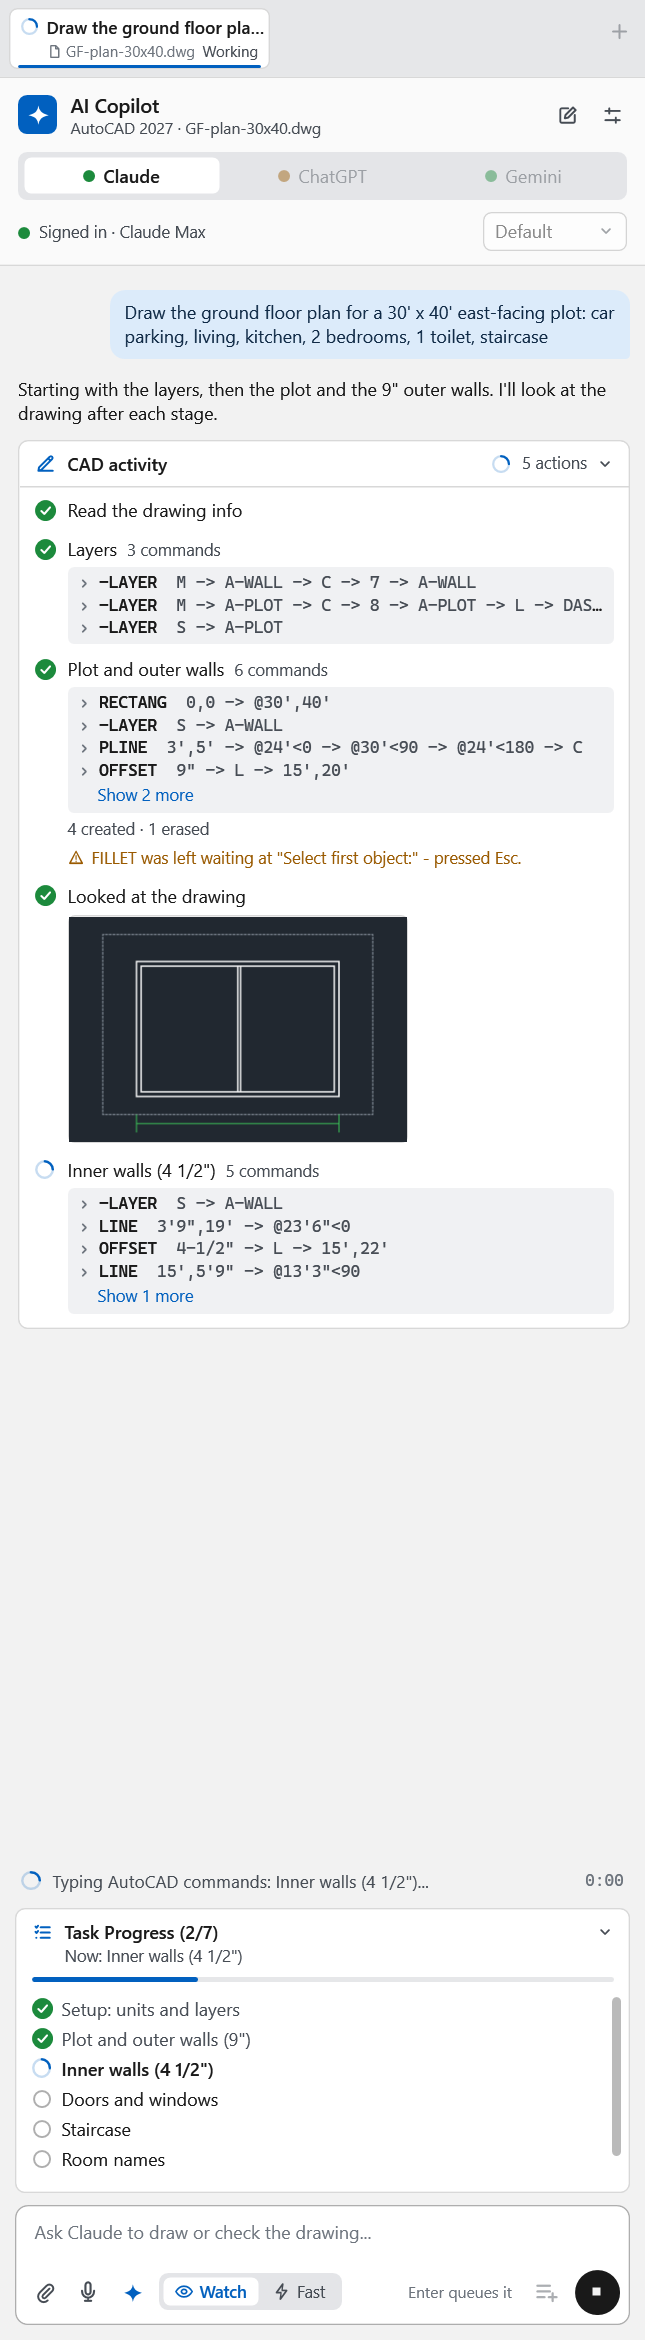 Draw the ground floor pla...
GF-plan-30x40.dwg Working
AI Copilot
AutoCAD 2027 · GF-plan-30x40.dwg
Claude
ChatGPT
Gemini
Signed in · Claude Max
Default
Draw the ground floor plan for a 30' x 40' east-facing plot: car
parking, living, kitchen, 2 bedrooms, 1 toilet, staircase
Starting with the layers, then the plot and the 9" outer walls. I'll look at the
drawing after each stage.
CAD activity
5 actions
Read the drawing info
Layers 3 commands
-LAYER M -> A-WALL -> C -> 7 -> A-WALL
-LAYER M -> A-PLOT -> C -> 8 -> A-PLOT -> L -> DAS…
-LAYER S -> A-PLOT
Plot and outer walls 6 commands
RECTANG 0,0 -> @30',40'
-LAYER S -> A-WALL
PLINE 3',5' -> @24'<0 -> @30'<90 -> @24'<180 -> C
OFFSET 9" -> L -> 15',20'
Show 2 more
4 created · 1 erased
FILLET was left waiting at "Select first object:" - pressed Esc.
Looked at the drawing
Inner walls (4 1/2") 5 commands
-LAYER S -> A-WALL
LINE 3'9",19' -> @23'6"<0
OFFSET 4-1/2" -> L -> 15',22'
LINE 15',5'9" -> @13'3"<90
Show 1 more
Typing AutoCAD commands: Inner walls (4 1/2")...
0:00
Task Progress (2/7)
Now: Inner walls (4 1/2")
Setup: units and layers
Plot and outer walls (9")
Inner walls (4 1/2")
Doors and windows
Staircase
Room names
Ask Claude to draw or check the drawing...
Watch
Fast
Enter queues it